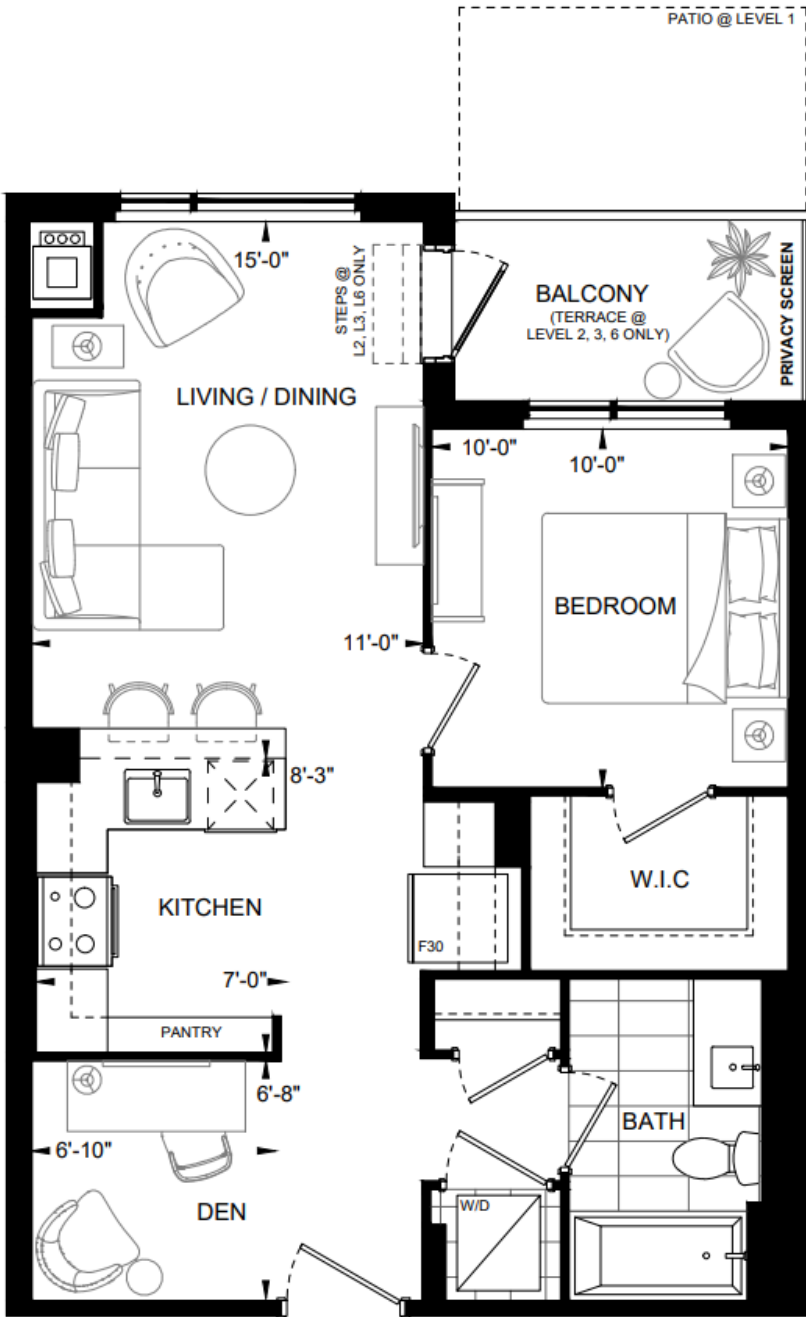 PATIO @ LEVEL 1
15'-0"
STEPS @
L2, L3, L6 ONLY
BALCONY
(TERRACE @
LEVEL 2, 3, 6 ONLY)
PRIVACY SCREEN
LIVING / DINING
10'-0"
10'-0"
BEDROOM
11'-0"
8'-3"
W.I.C
KITCHEN
F30
7'-0"
PANTRY
6'-8"
6'-10"
BATH
DEN
W/D